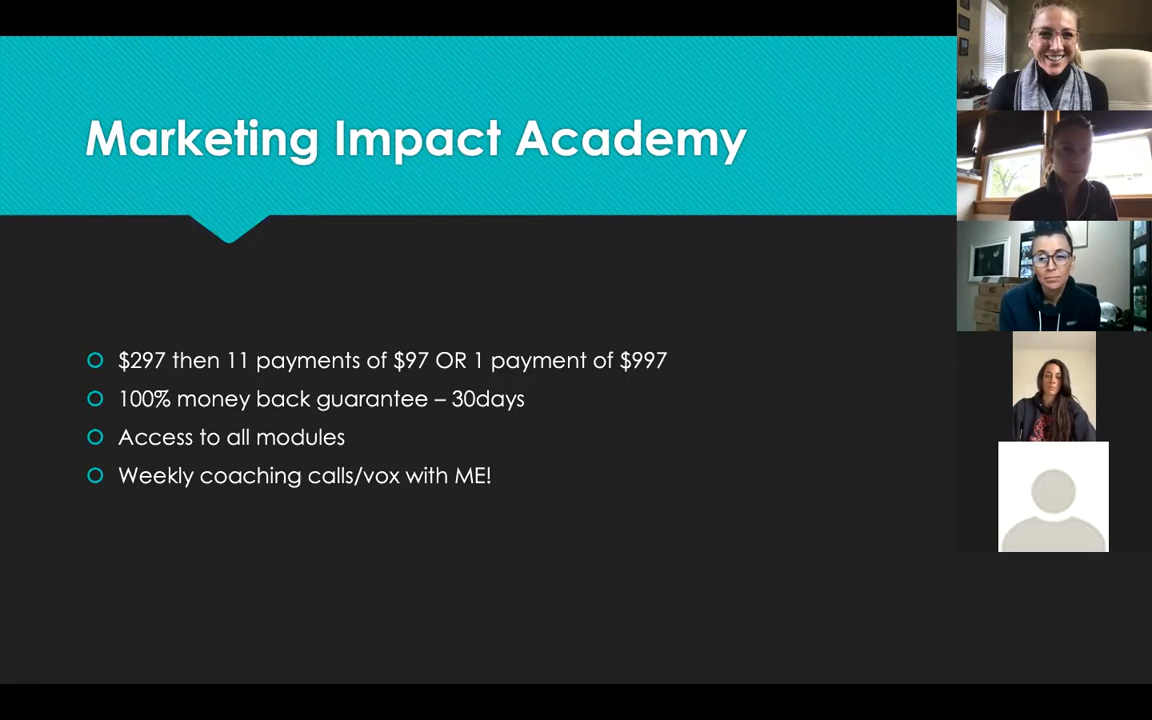 Marketing Impact Academy
$297 then 11 payments of $97 OR 1 payment of $997
100% money back guarantee – 30days
Access to all modules
Weekly coaching calls/vox with ME!